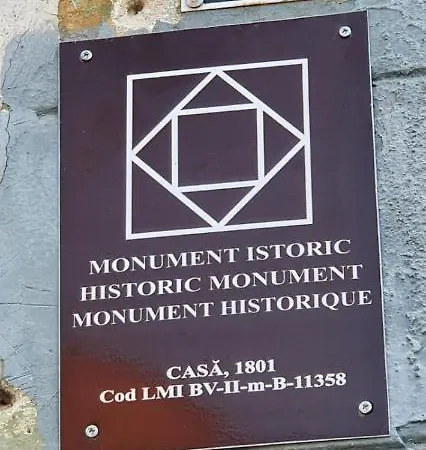 MONUMENT ISTORIC
HISTORIC MONUMENT
MONUMENT HISTORIQUE
CASĂ, 1801
Cod LMI BV-II-m-B-11358